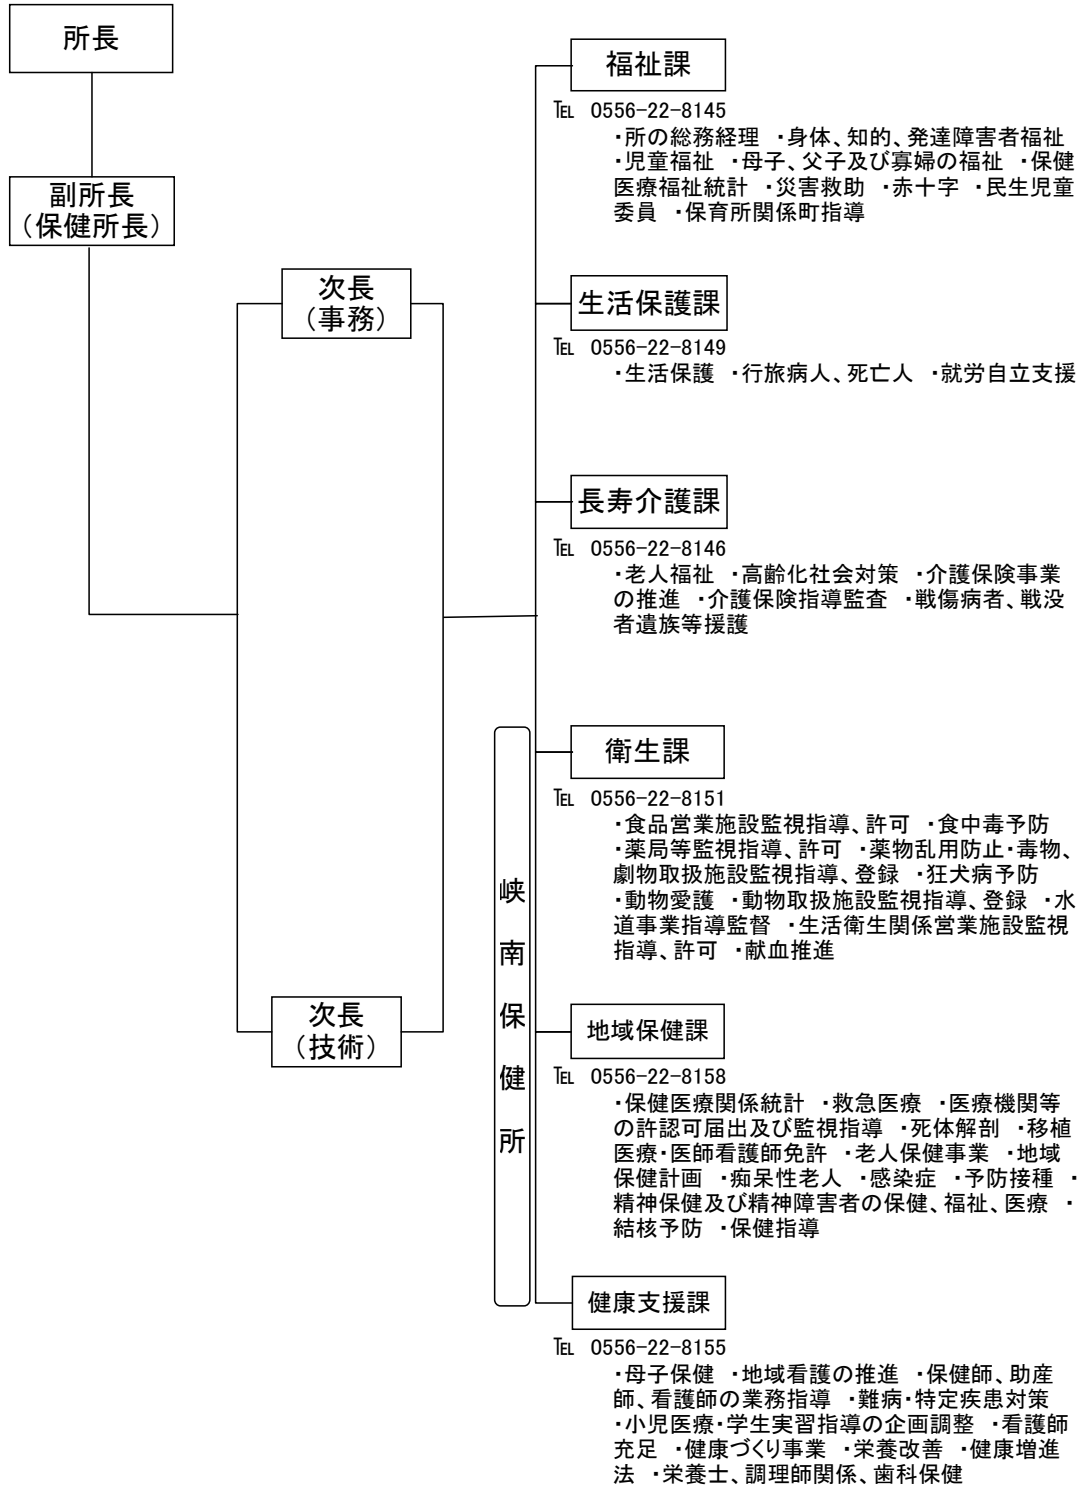 所長
副所長
（保健所長）
次長
（事務）
次長
（技術）
福祉課
℡ 0556-22-8145
・所の総務経理 ・身体、知的、発達障害者福祉
・児童福祉 ・母子、父子及び寡婦の福祉 ・保健
医療福祉統計 ・災害救助 ・赤十字 ・民生児童
委員 ・保育所関係町指導
生活保護課
℡ 0556-22-8149
・生活保護 ・行旅病人、死亡人 ・就労自立支援
長寿介護課
℡ 0556-22-8146
・老人福祉 ・高齢化社会対策 ・介護保険事業
の推進 ・介護保険指導監査 ・戦傷病者、戦没
者遺族等援護
峡南保健所
衛生課
℡ 0556-22-8151
・食品営業施設監視指導、許可 ・食中毒予防
・薬局等監視指導、許可 ・薬物乱用防止・毒物、
劇物取扱施設監視指導、登録 ・狂犬病予防
・動物愛護 ・動物取扱施設監視指導、登録 ・水
道事業指導監督 ・生活衛生関係営業施設監視
指導、許可 ・献血推進
地域保健課
℡ 0556-22-8158
・保健医療関係統計 ・救急医療 ・医療機関等
の許認可届出及び監視指導 ・死体解剖 ・移植
医療・医師看護師免許 ・老人保健事業 ・地域
保健計画 ・痴呆性老人 ・感染症 ・予防接種 ・
精神保健及び精神障害者の保健、福祉、医療 ・
結核予防 ・保健指導
健康支援課
℡ 0556-22-8155
・母子保健 ・地域看護の推進 ・保健師、助産
師、看護師の業務指導 ・難病・特定疾患対策
・小児医療・学生実習指導の企画調整 ・看護師
充足 ・健康づくり事業 ・栄養改善 ・健康増進
法 ・栄養士、調理師関係、歯科保健